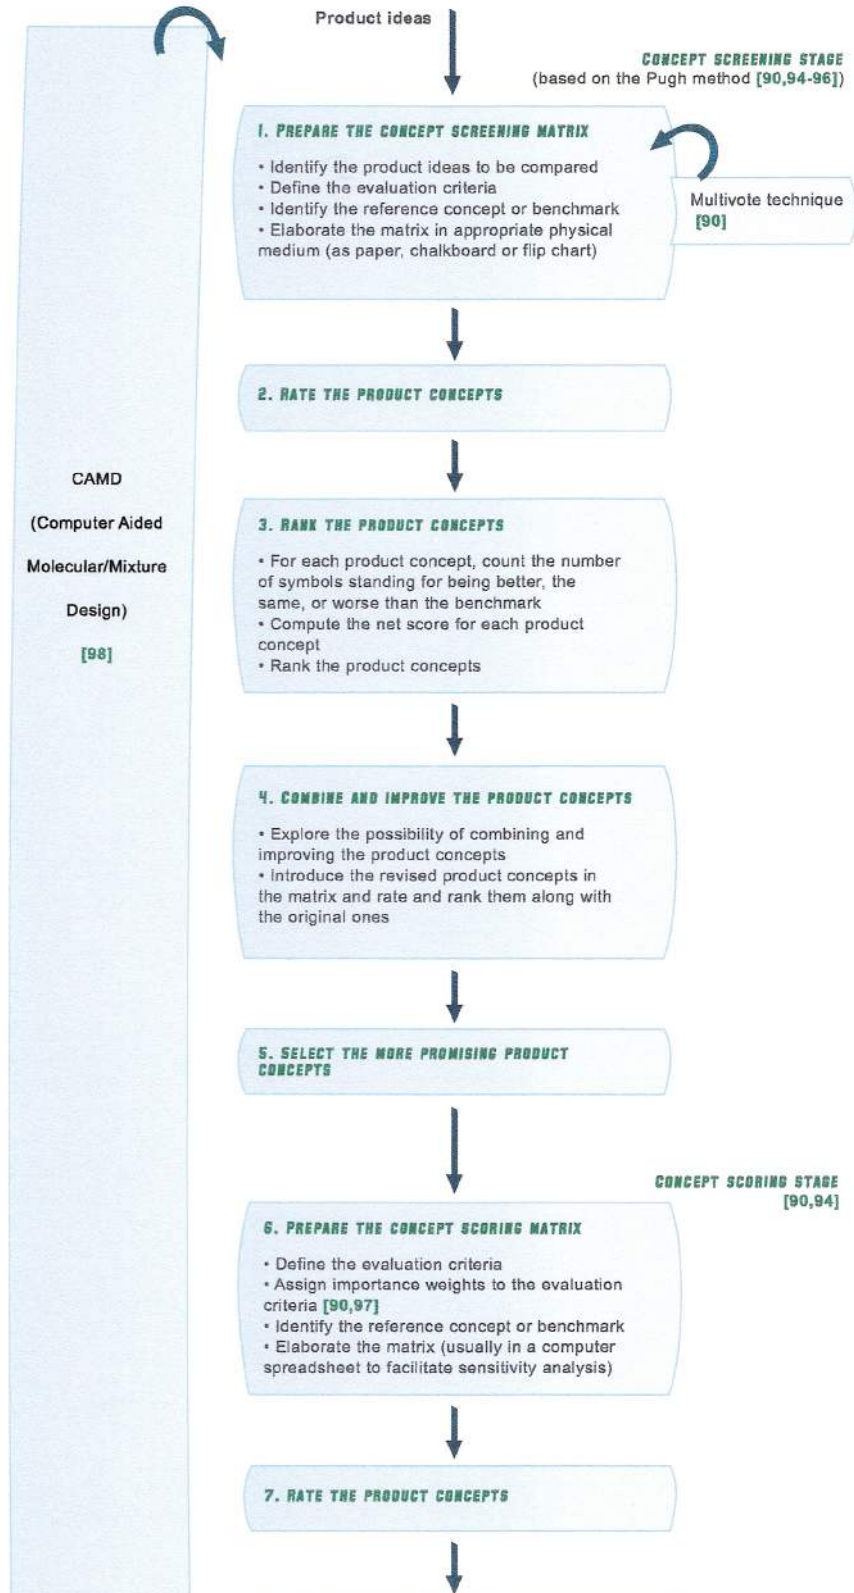 Product ideas
CONCEPT SCREENING STAGE
(based on the Pugh method [90,94-96])
1. PREPARE THE CONCEPT SCREENING MATRIX
• Identify the product ideas to be compared
• Define the evaluation criteria
• Identify the reference concept or benchmark
• Elaborate the matrix in appropriate physical
medium (as paper, chalkboard or flip chart)
Multivote technique
[90]
2. RATE THE PRODUCT CONCEPTS
CAMD
(Computer Aided
Molecular/Mixture
Design)
[98]
3. RANK THE PRODUCT CONCEPTS
• For each product concept, count the number
of symbols standing for being better, the
same, or worse than the benchmark
• Compute the net score for each product
concept
• Rank the product concepts
4. COMBINE AND IMPROVE THE PRODUCT CONCEPTS
• Explore the possibility of combining and
improving the product concepts
• Introduce the revised product concepts in
the matrix and rate and rank them along with
the original ones
5. SELECT THE MORE PROMISING PRODUCT
CONCEPTS
CONCEPT SCORING STAGE
[90,94]
6. PREPARE THE CONCEPT SCORING MATRIX
• Define the evaluation criteria
• Assign importance weights to the evaluation
criteria [90,97]
• Identify the reference concept or benchmark
• Elaborate the matrix (usually in a computer
spreadsheet to facilitate sensitivity analysis)
7. RATE THE PRODUCT CONCEPTS